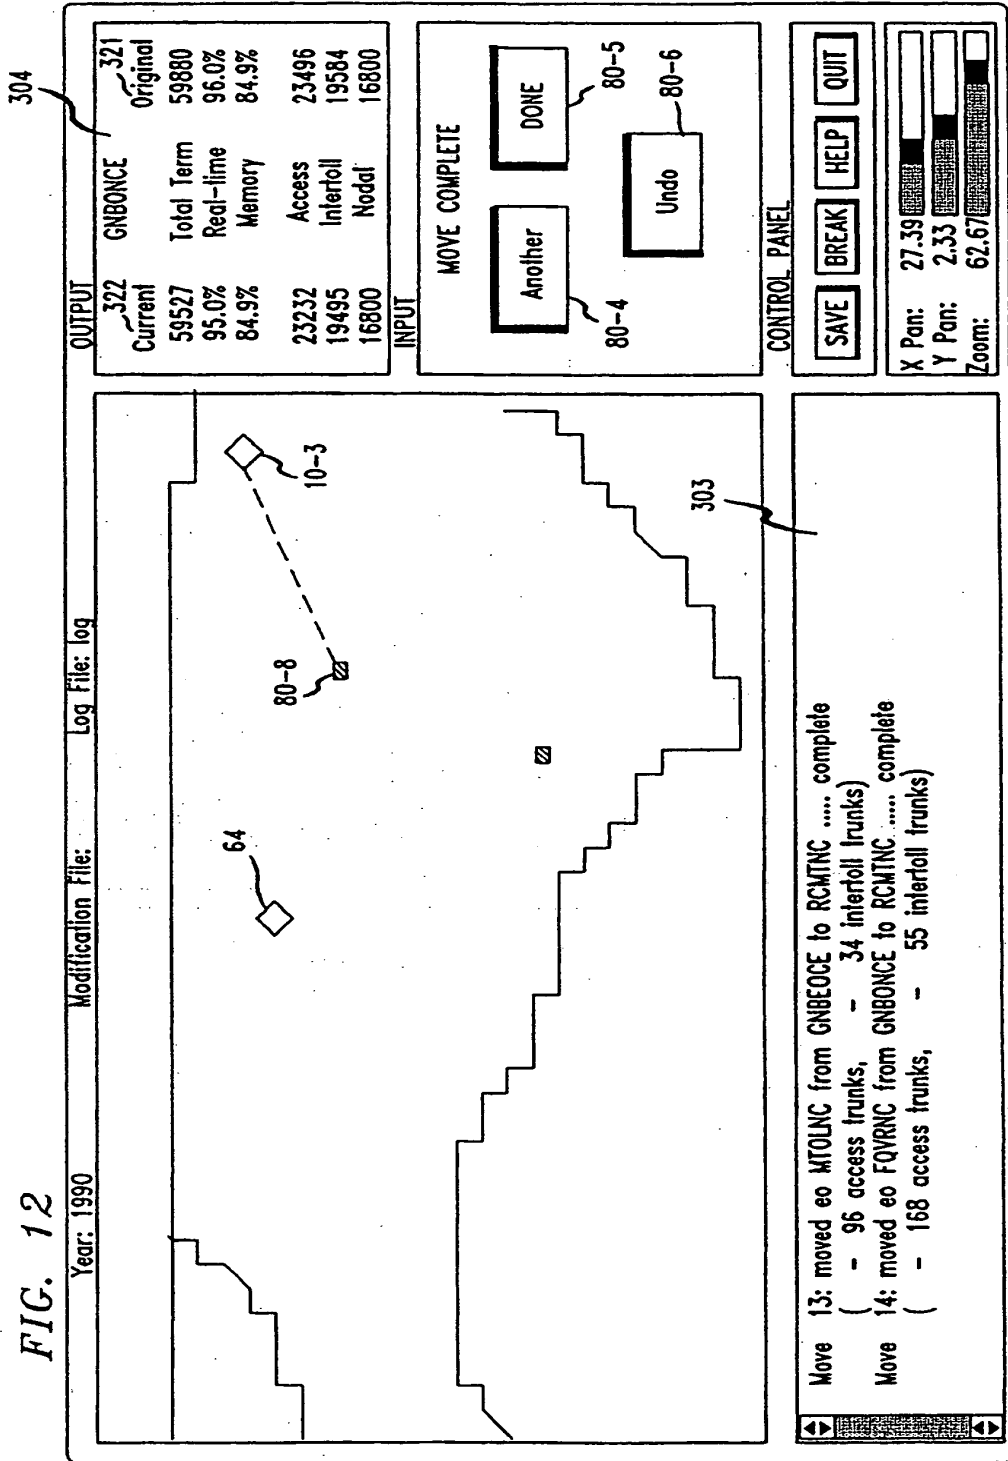 FIG. 12
Year: 1990 Modification File: Log File: log
64
80-8
10-3
304
OUTPUT
322 GNBONCE 321
Current Original
59527 Total Term 59880
95.0% Real-time 96.0%
84.9% Memory 84.9%
23232 Access 23496
19495 Intertoll 19584
16800 Nodal 16800
INPUT
MOVE COMPLETE
Another DONE
80-4 80-5
Undo
80-6
CONTROL PANEL
SAVE BREAK HELP QUIT
X Pan: 27.39
Y Pan: 2.33
Zoom: 62.67
303
Move 13: moved eo MTOLNC from GNBEOCE to RCMTNC ..... complete
( - 96 access trunks, - 34 intertoll trunks)
Move 14: moved eo FQVRNC from GNBONCE to RCMTNC ..... complete
( - 168 access trunks, - 55 intertoll trunks)